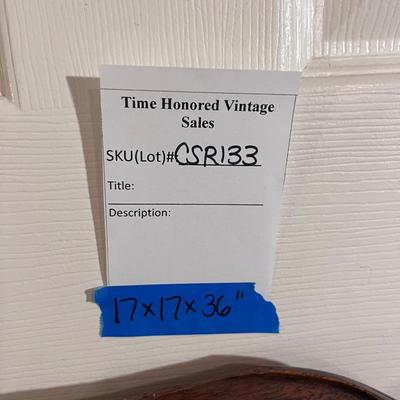 Time Honored Vintage
Sales
SKU(Lot)#CSR133
Title:
Description:
17x17x36"